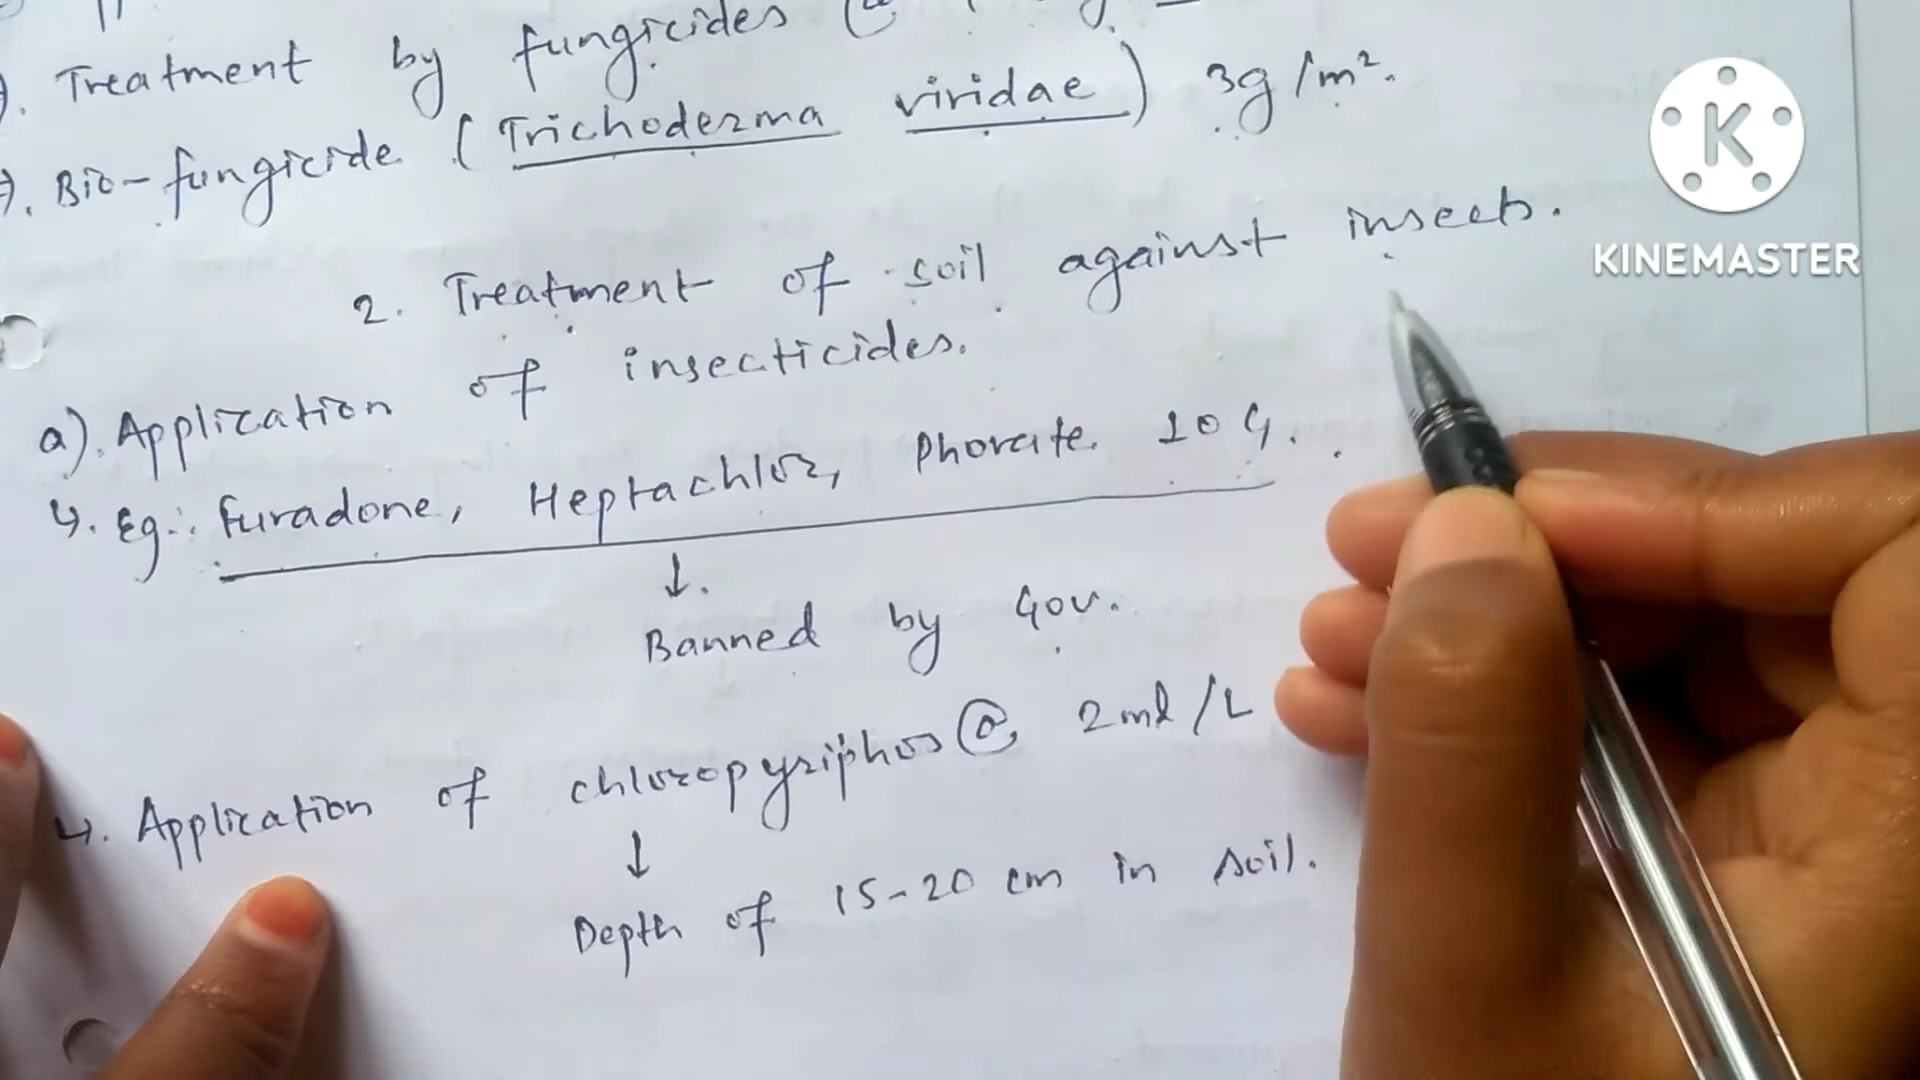 Treatment by fungicides @
Bio-fungicide (Trichoderma viridae) 3g/m².
2. Treatment of soil against insects.
a). Application of insecticides.
Eg:. Furadone, Heptachlor, Phorate 10 G.
↓.
Banned by Gov.
Application of chloropyriphos @ 2ml/L
↓
Depth of 15-20 cm in soil.
K
KINEMASTER